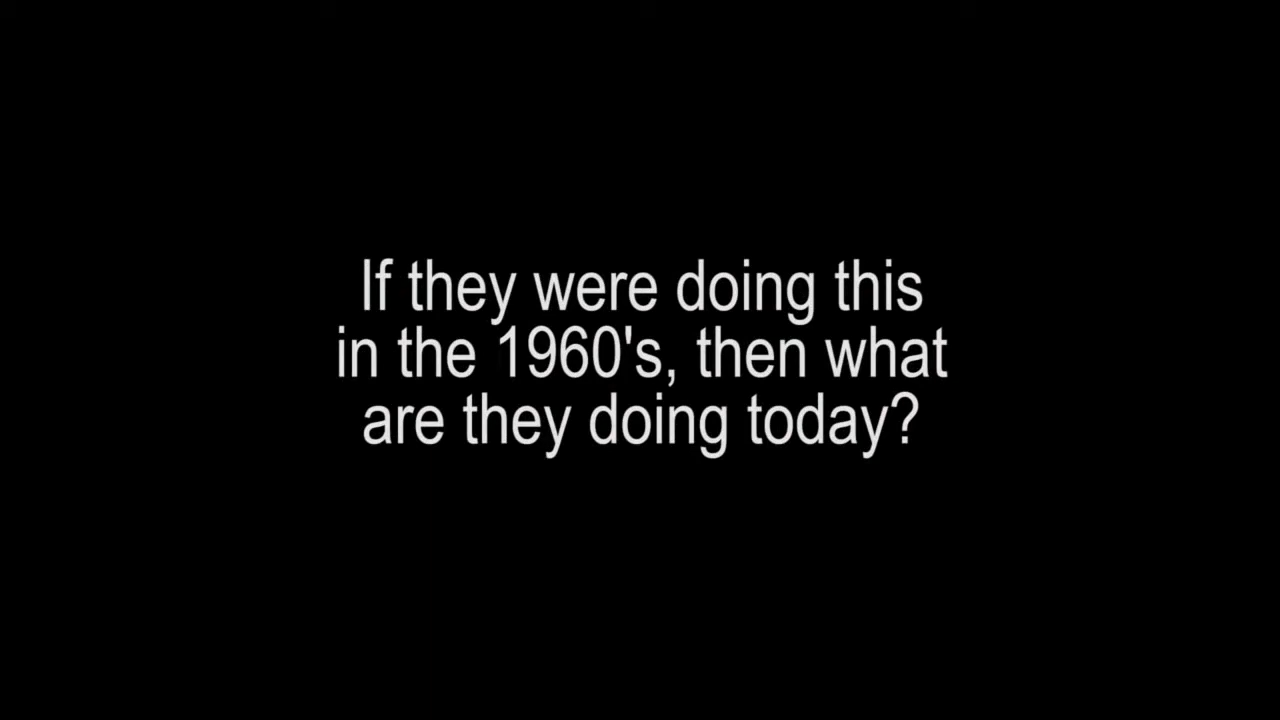 If they were doing this
in the 1960's, then what
are they doing today?